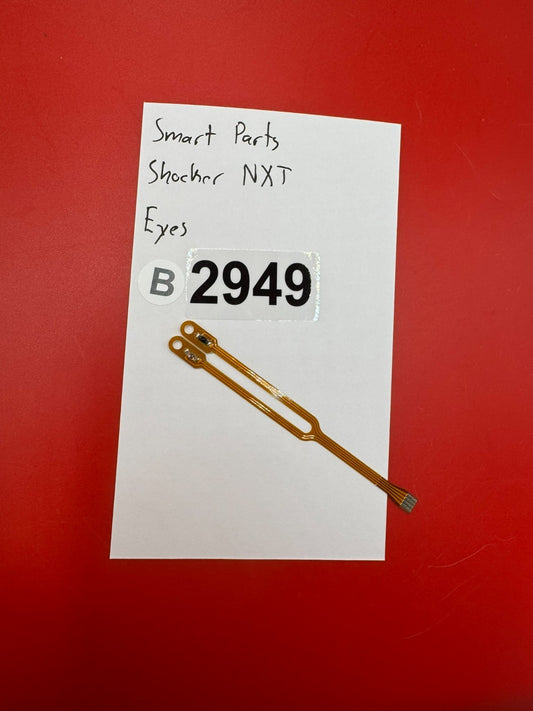 Smart Parts
Shocker NXT
Eyes
B 2949